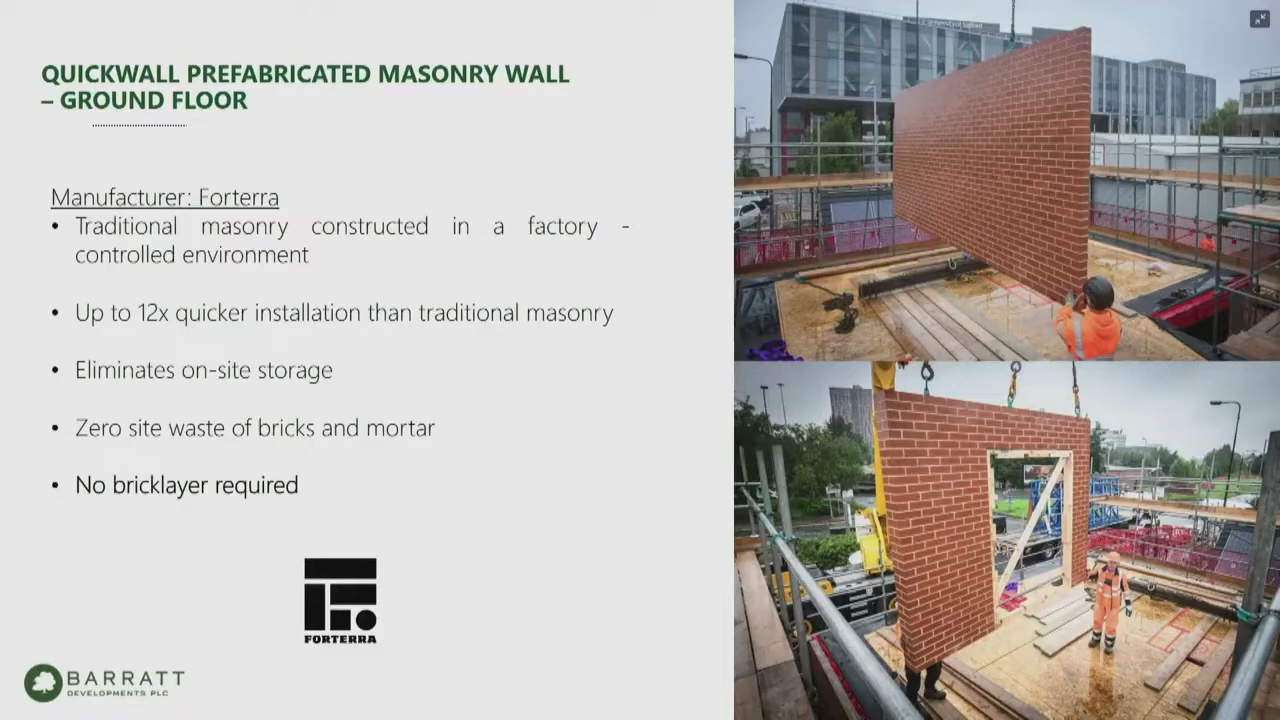 QUICKWALL PREFABRICATED MASONRY WALL
– GROUND FLOOR
Manufacturer: Forterra
• Traditional masonry constructed in a factory -
controlled environment
• Up to 12x quicker installation than traditional masonry
• Eliminates on-site storage
• Zero site waste of bricks and mortar
• No bricklayer required
FORTERRA
BARRATT
DEVELOPMENTS PLC